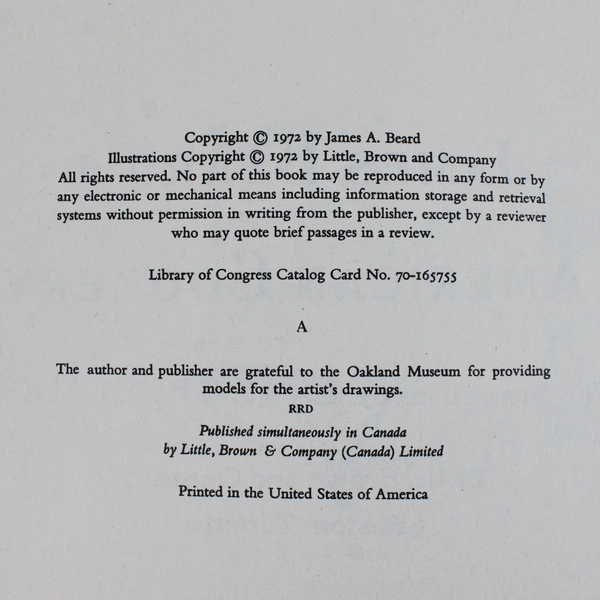 Copyright © 1972 by James A. Beard
Illustrations Copyright © 1972 by Little, Brown and Company
All rights reserved. No part of this book may be reproduced in any form or by
any electronic or mechanical means including information storage and retrieval
systems without permission in writing from the publisher, except by a reviewer
who may quote brief passages in a review.
Library of Congress Catalog Card No. 70-165755
A
The author and publisher are grateful to the Oakland Museum for providing
models for the artist's drawings.
RRD
Published simultaneously in Canada
by Little, Brown & Company (Canada) Limited
Printed in the United States of America